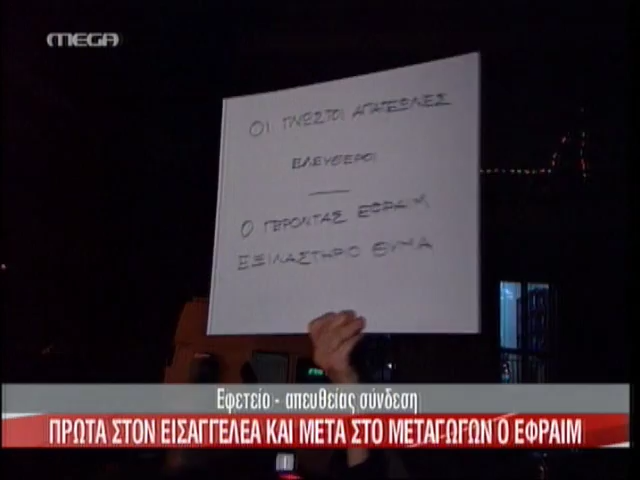 MEGA
ΟΙ ΓΝΩΣΤΟΙ ΑΠΑΤΕΩΝΕΣ
ΕΛΕΥΘΕΡΟΙ
Ο ΓΕΡΟΝΤΑΣ ΕΦΡΑΙΜ
ΕΞΙΛΑΣΤΗΡΙΟ ΘΥΜΑ
Εφετείο - απευθείας σύνδεση
ΠΡΩΤΑ ΣΤΟΝ ΕΙΣΑΓΓΕΛΕΑ ΚΑΙ ΜΕΤΑ ΣΤΟ ΜΕΤΑΓΩΓΩΝ Ο ΕΦΡΑΙΜ